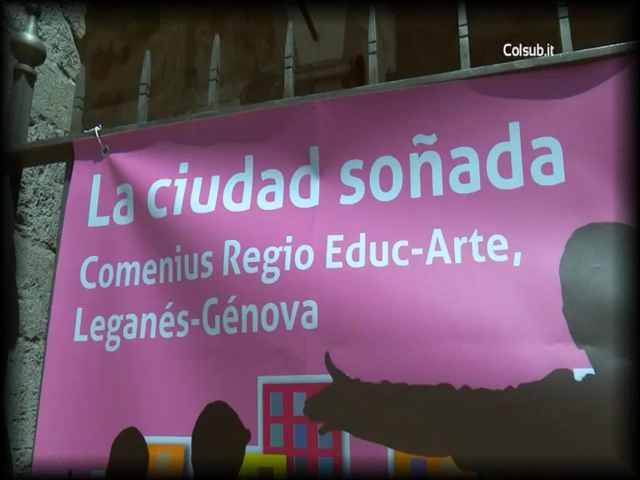 Colsub.it
La ciudad soñada
Comenius Regio Educ-Arte,
Leganés-Génova